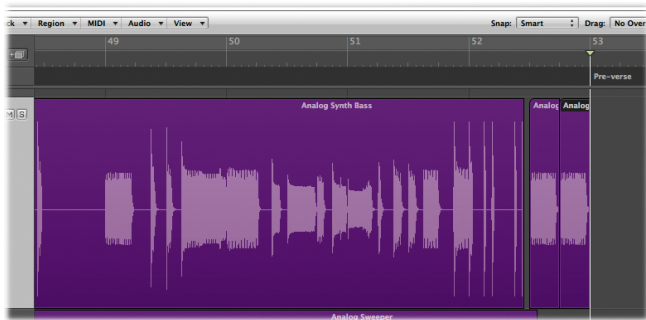 ck Region MIDI Audio View Snap: Smart Drag: No Over
49 50 51 52 53
Pre-verse
M S
Analog Synth Bass Analog Analog
Analog Sweeper